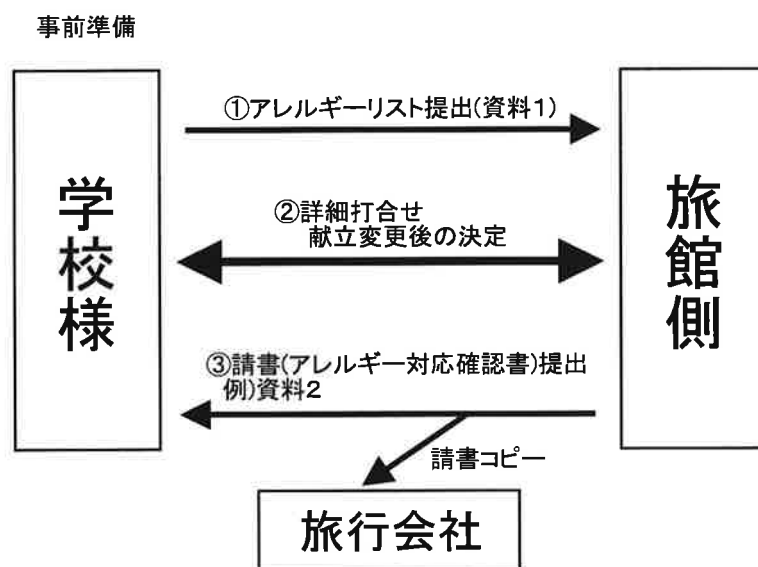 事前準備
学校様
①アレルギーリスト提出(資料1)
旅館側
②詳細打合せ
献立変更後の決定
③請書(アレルギー対応確認書)提出
例)資料2
請書コピー
旅行会社